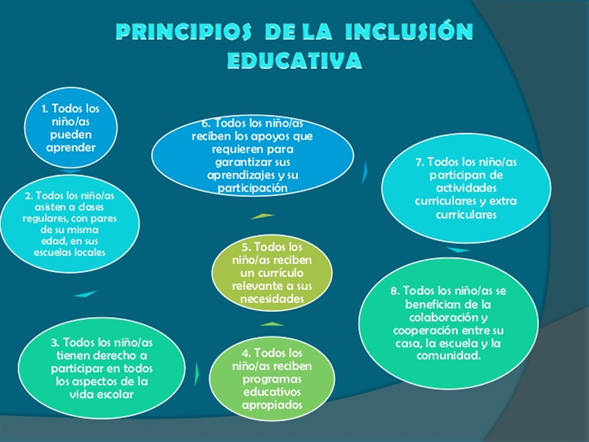 PRINCIPIOS DE LA INCLUSIÓN
EDUCATIVA
1. Todos los
niño/as
pueden
aprender
2. Todos los niño/as
asisten a clases
regulares, con pares
de su misma
edad, en sus
escuelas locales
3. Todos los niño/as
tienen derecho a
participar en todos
los aspectos de la
vida escolar
4. Todos los
niño/as reciben
programas
educativos
apropiados
5. Todos los
niño/as reciben
un currículo
relevante a sus
necesidades
6. Todos los niño/as
reciben los apoyos que
requieren para
garantizar sus
aprendizajes y su
participación
7. Todos los niño/as
participan de
actividades
curriculares y extra
curriculares
8. Todos los niño/as se
benefician de la
colaboración y
cooperación entre su
casa, la escuela y la
comunidad.